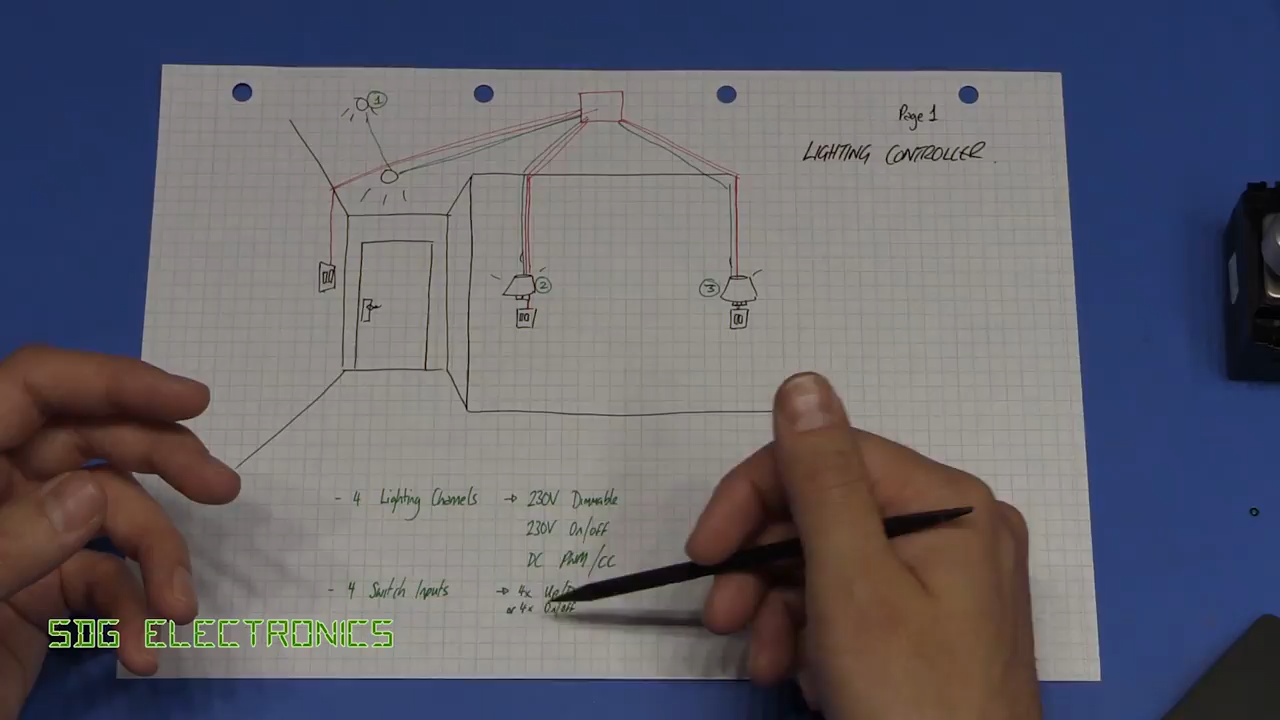 Page 1
LIGHTING CONTROLLER.
1
2
3
- 4 Lighting Channels → 230V Dimmable
230V On/off
DC PWM/CC
- 4 Switch Inputs → 4x
or 4x On/off
SDG ELECTRONICS